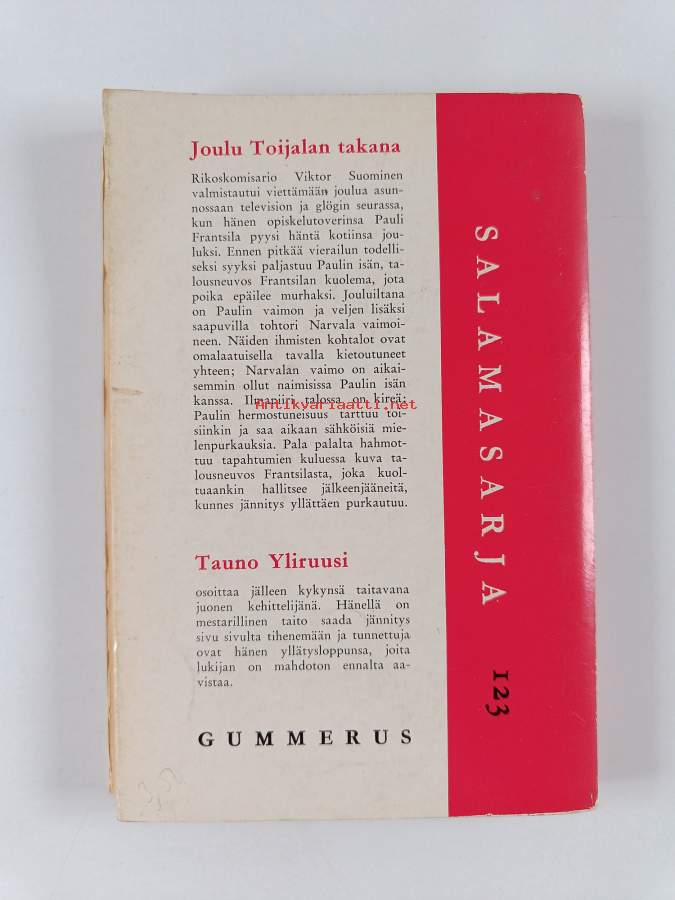 Joulu Toijalan takana
Rikoskomisario Viktor Suominen
valmistautui viettämään joulua asun-
nossaan television ja glögin seurassa,
kun hänen opiskelutoverinsa Pauli
Frantsila pyysi häntä kotiinsa jou-
luksi. Ennen pitkää vierailun todelli-
seksi syyksi paljastuu Paulin isän, ta-
lousneuvos Frantsilan kuolema, jota
poika epäilee murhaksi. Jouluiltana
on Paulin vaimon ja veljen lisäksi
saapuvilla tohtori Narvala vaimoi-
neen. Näiden ihmisten kohtalot ovat
omalaatuisella tavalla kietoutuneet
yhteen; Narvalan vaimo on aikai-
semmin ollut naimisissa Paulin isän
kanssa. Ilmapiiri talossa on kireä:
Antikvariaatti.net
Paulin hermostuneisuus tarttuu toi-
siinkin ja saa aikaan sähköisiä mie-
lenpurkauksia. Pala palalta hahmot-
tuu tapahtumien kuluessa kuva ta-
lousneuvos Frantsilasta, joka kuol-
tuaankin hallitsee jälkeenjääneitä,
kunnes jännitys yllättäen purkautuu.
Tauno Yliruusi
osoittaa jälleen kykynsä taitavana
juonen kehittelijänä. Hänellä on
mestarillinen taito saada jännitys
sivu sivulta tihenemään ja tunnettuja
ovat hänen yllätysloppunsa, joita
lukijan on mahdoton ennalta aa-
vistaa.
GUMMERUS
SALAMASARJA
123